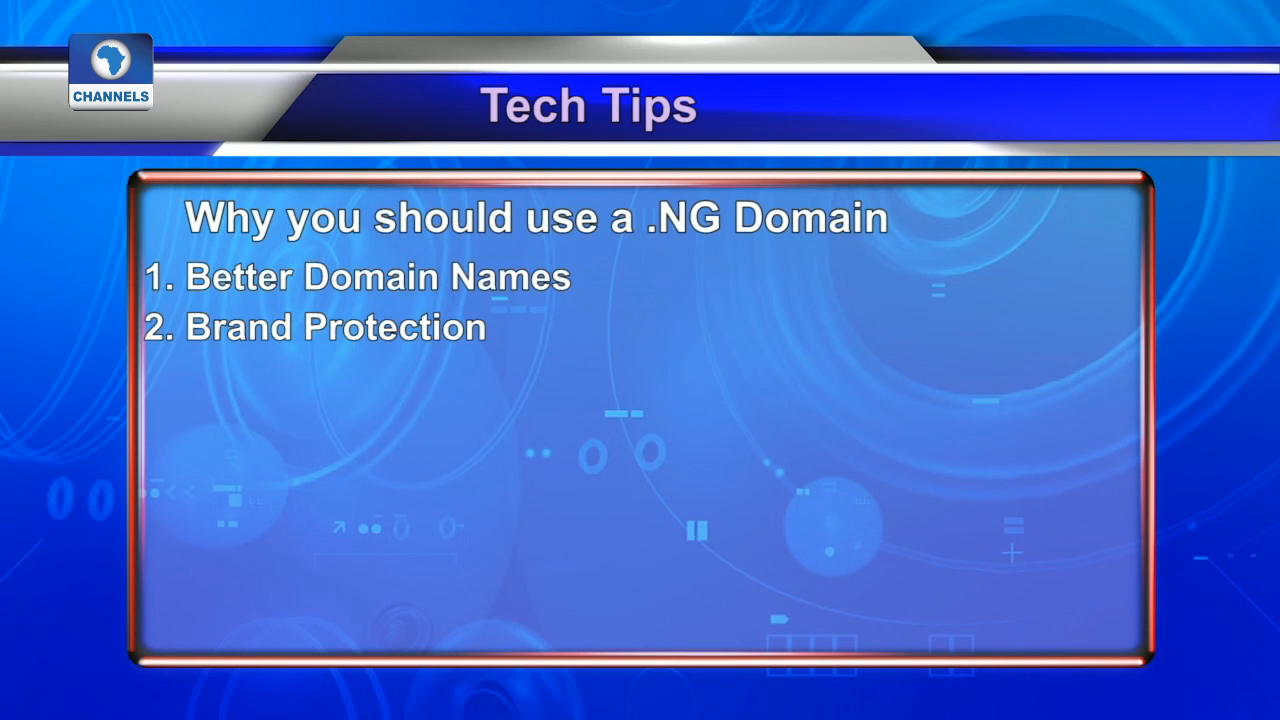 CHANNELS
Tech Tips
Why you should use a .NG Domain
1. Better Domain Names
2. Brand Protection